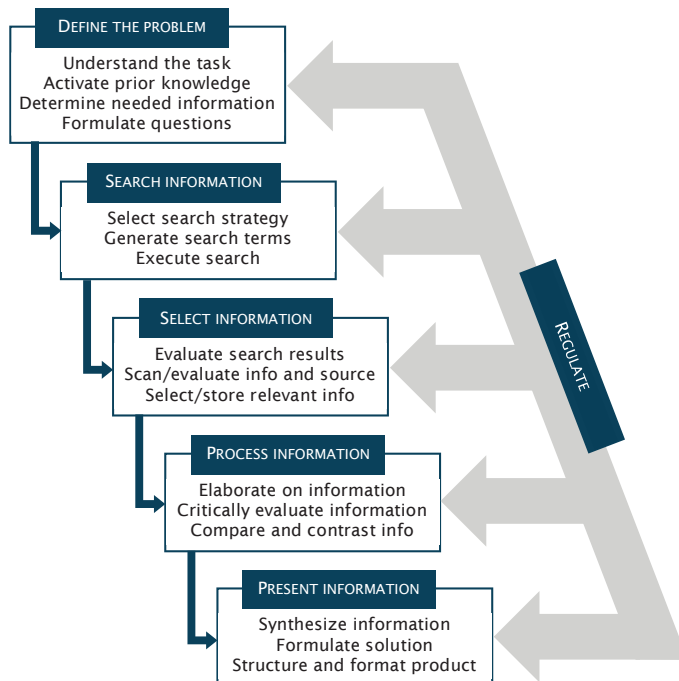 DEFINE THE PROBLEM
Understand the task
Activate prior knowledge
Determine needed information
Formulate questions
SEARCH INFORMATION
Select search strategy
Generate search terms
Execute search
SELECT INFORMATION
Evaluate search results
Scan/evaluate info and source
Select/store relevant info
PROCESS INFORMATION
Elaborate on information
Critically evaluate information
Compare and contrast info
PRESENT INFORMATION
Synthesize information
Formulate solution
Structure and format product
REGULATE